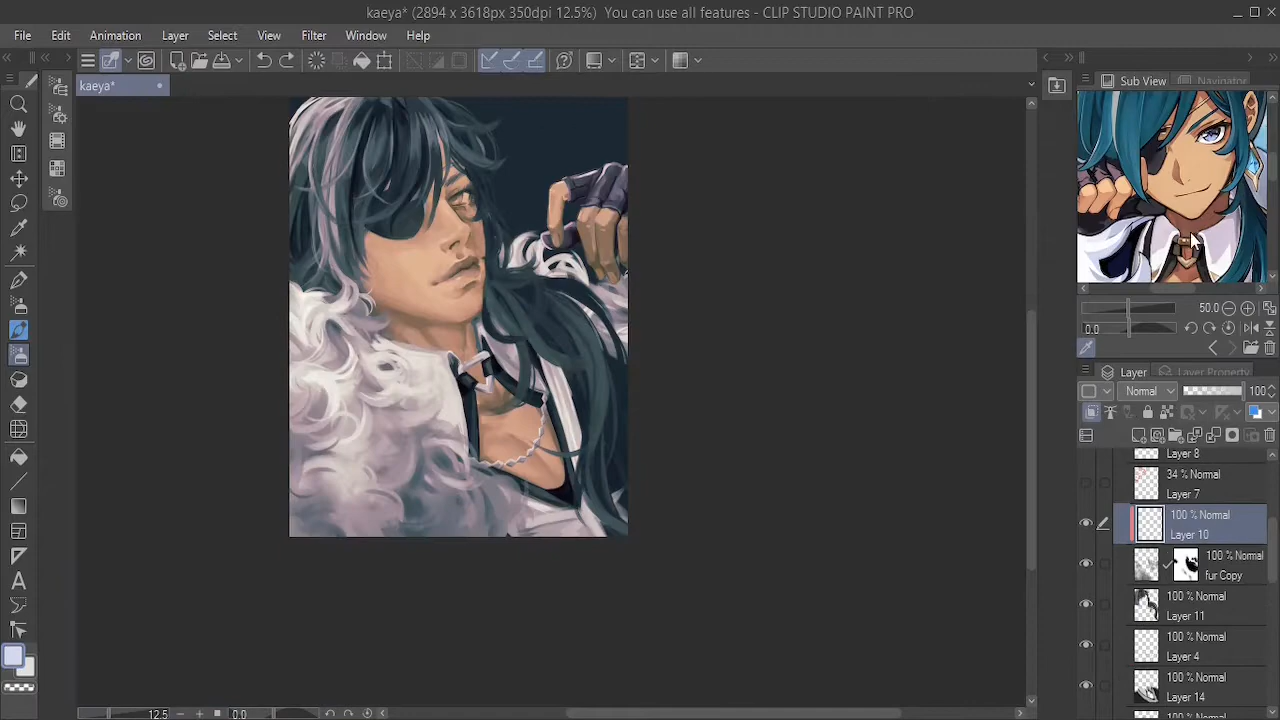 kaeya* (2894 x 3618px 350dpi 12.5%)  You can use all features - CLIP STUDIO PAINT PRO
File Edit Animation Layer Select View Filter Window Help
kaeya*
Sub View Navigator
50.0
0.0
Layer Layer Property
Normal 100
Layer 8
34 % Normal
Layer 7
100 % Normal
Layer 10
100 % Normal
fur Copy
100 % Normal
Layer 11
100 % Normal
Layer 4
100 % Normal
Layer 14
100 % Normal
12.5 0.0